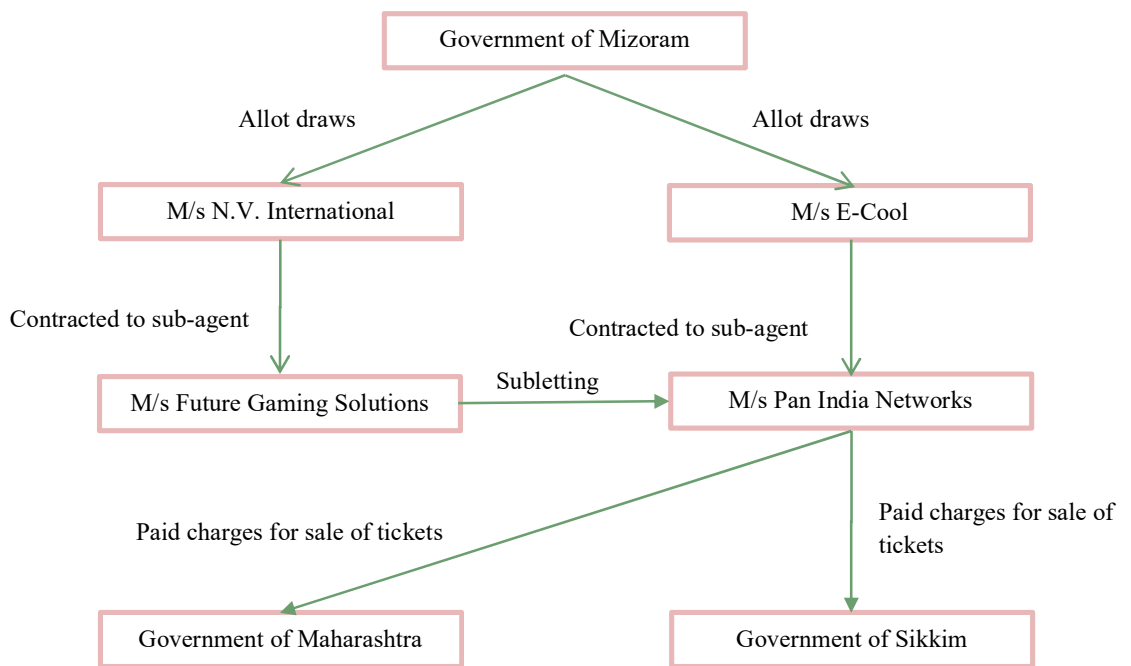 Government of Mizoram
Allot draws
Allot draws
M/s N.V. International
M/s E-Cool
Contracted to sub-agent
Contracted to sub-agent
Subletting
M/s Future Gaming Solutions
M/s Pan India Networks
Paid charges for sale of tickets
Paid charges for sale of
tickets
Government of Maharashtra
Government of Sikkim